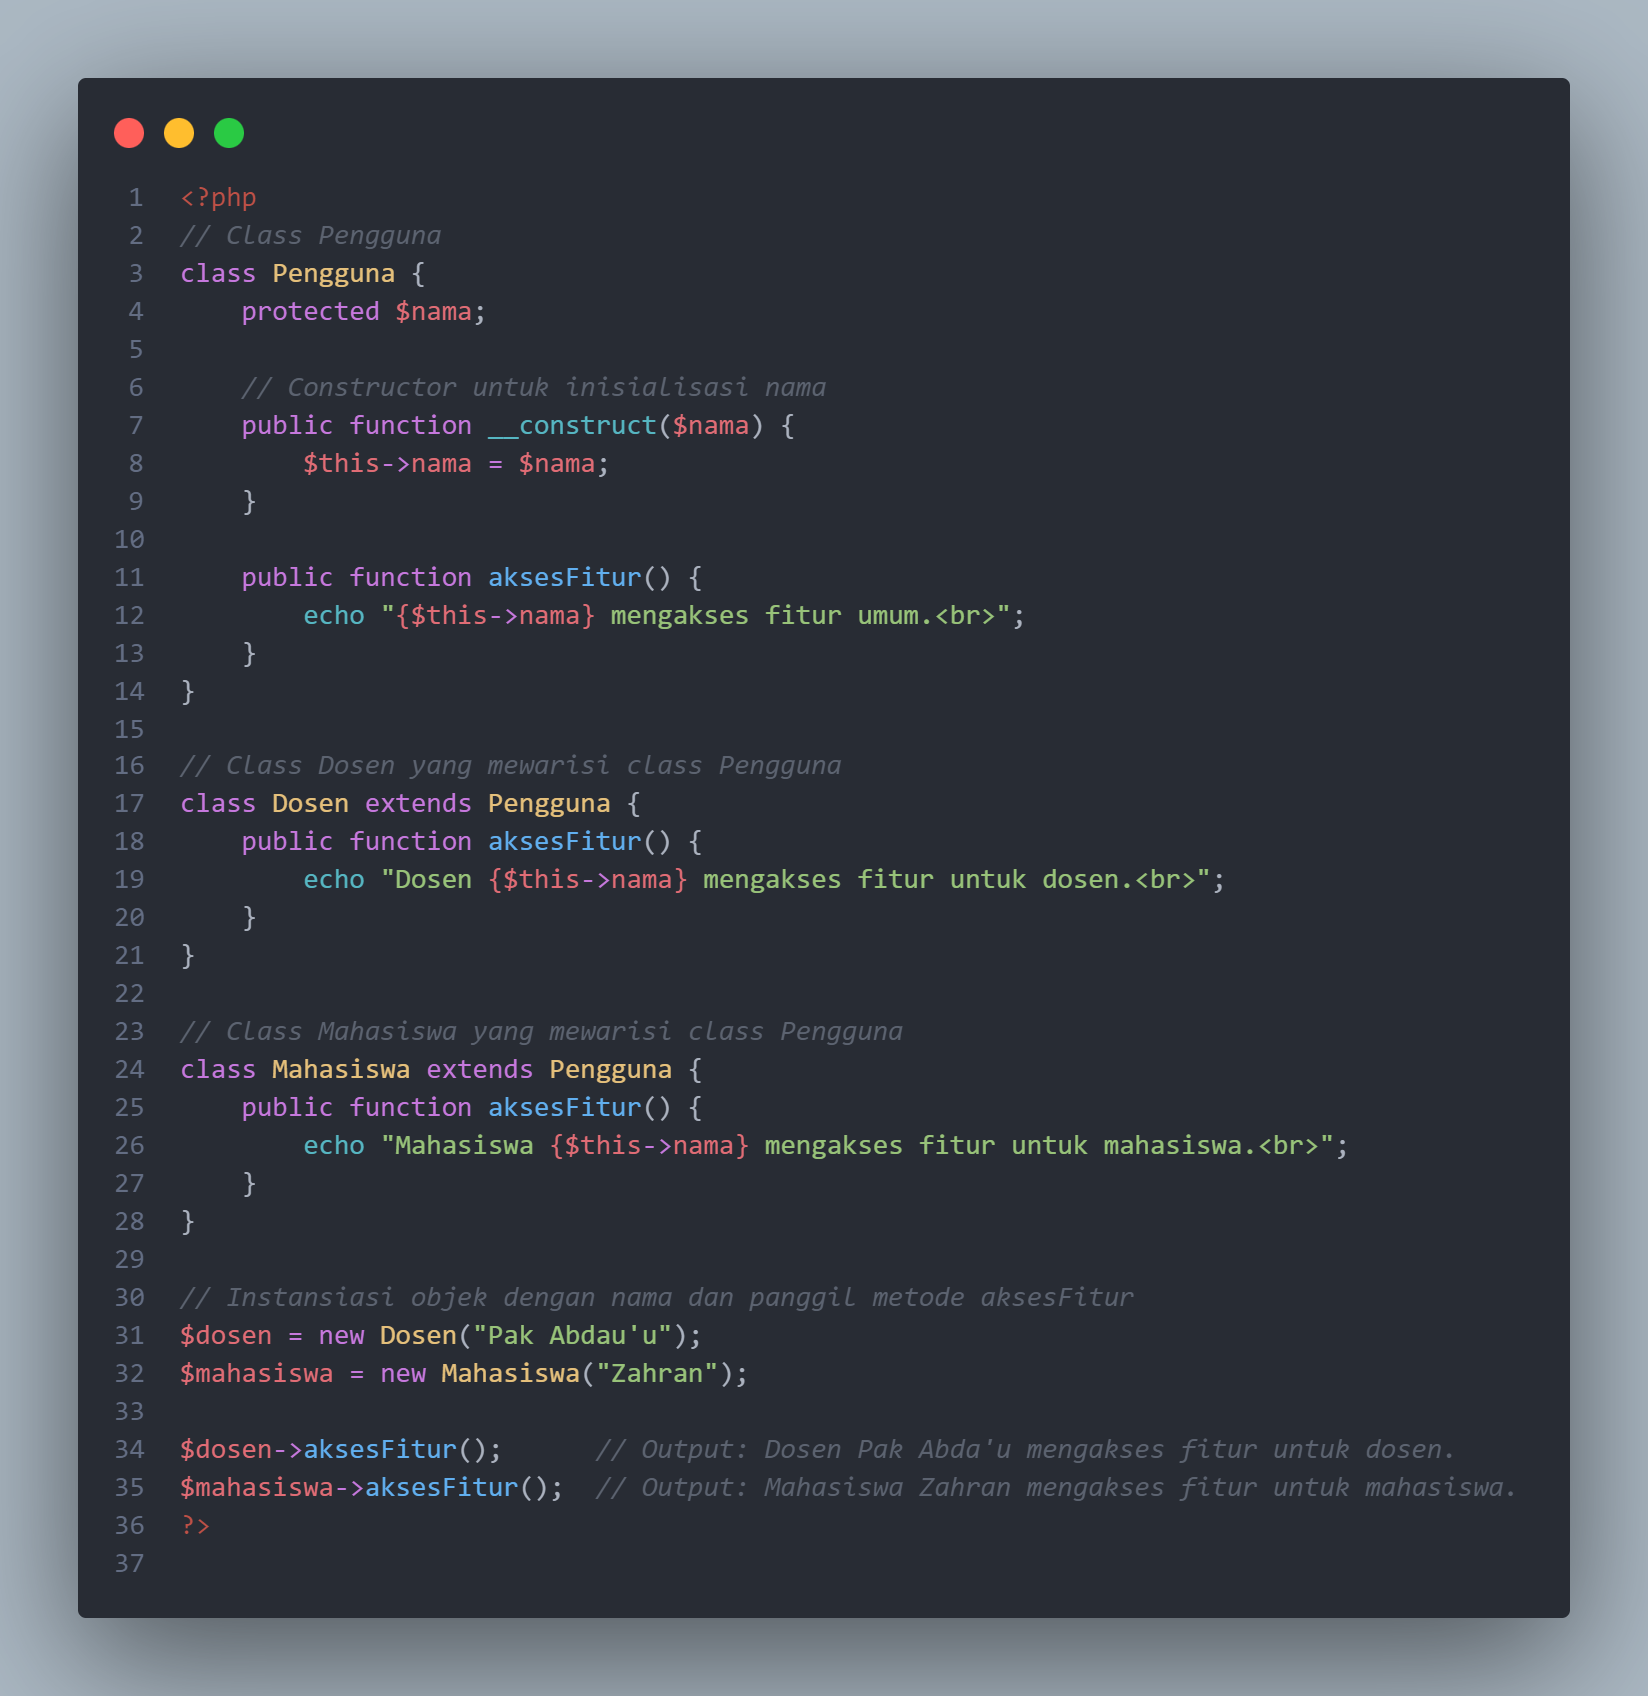 1 <?php
2 // Class Pengguna
3 class Pengguna {
4     protected $nama;
5
6     // Constructor untuk inisialisasi nama
7     public function __construct($nama) {
8         $this->nama = $nama;
9     }
10
11     public function aksesFitur() {
12         echo "{$this->nama} mengakses fitur umum.<br>";
13     }
14 }
15
16 // Class Dosen yang mewarisi class Pengguna
17 class Dosen extends Pengguna {
18     public function aksesFitur() {
19         echo "Dosen {$this->nama} mengakses fitur untuk dosen.<br>";
20     }
21 }
22
23 // Class Mahasiswa yang mewarisi class Pengguna
24 class Mahasiswa extends Pengguna {
25     public function aksesFitur() {
26         echo "Mahasiswa {$this->nama} mengakses fitur untuk mahasiswa.<br>";
27     }
28 }
29
30 // Instansiasi objek dengan nama dan panggil metode aksesFitur
31 $dosen = new Dosen("Pak Abdau'u");
32 $mahasiswa = new Mahasiswa("Zahran");
33
34 $dosen->aksesFitur();      // Output: Dosen Pak Abda'u mengakses fitur untuk dosen.
35 $mahasiswa->aksesFitur();  // Output: Mahasiswa Zahran mengakses fitur untuk mahasiswa.
36 ?>
37